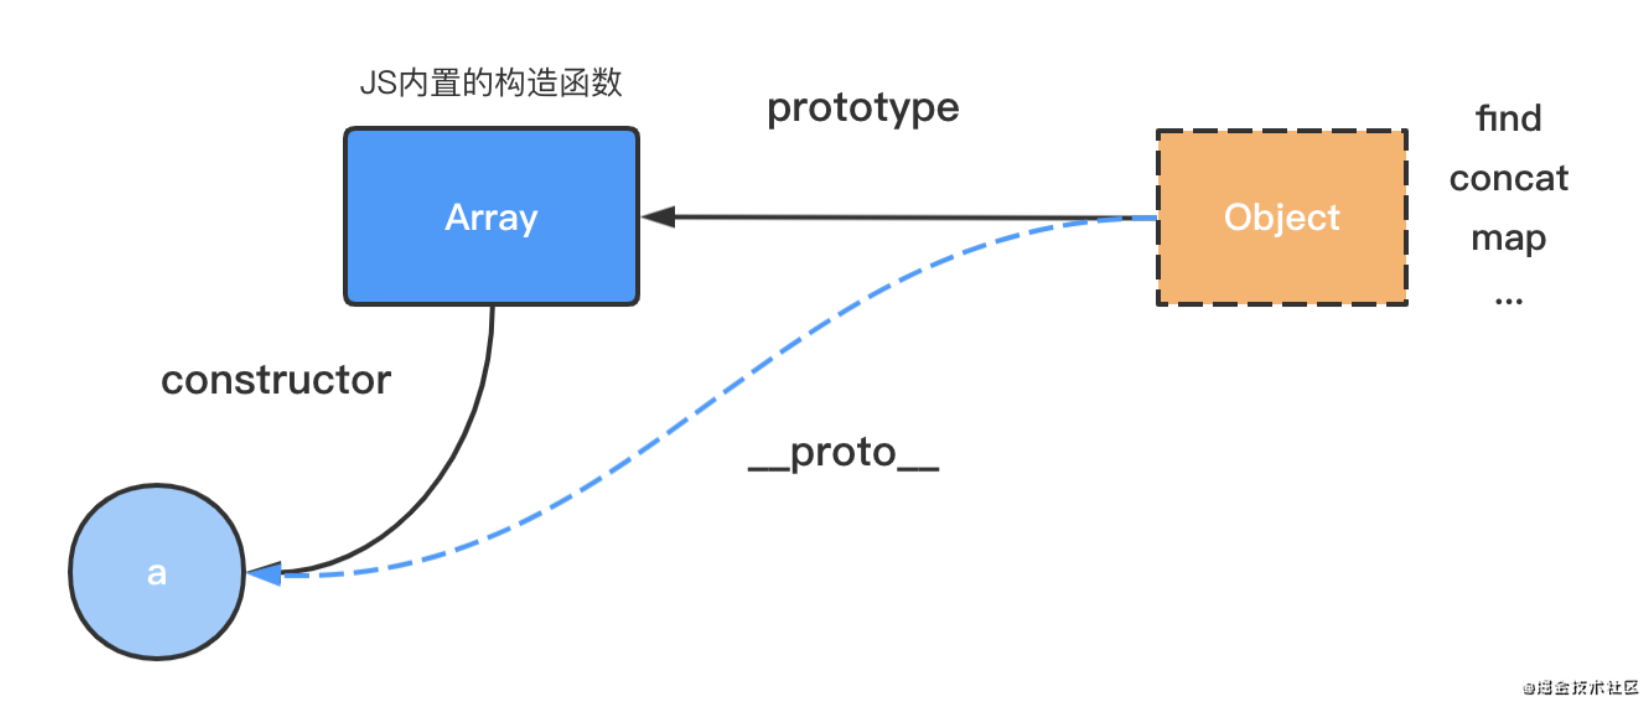 JS内置的构造函数
prototype
Array
Object
find
concat
map
...
constructor
__proto__
a
@掘金技术社区